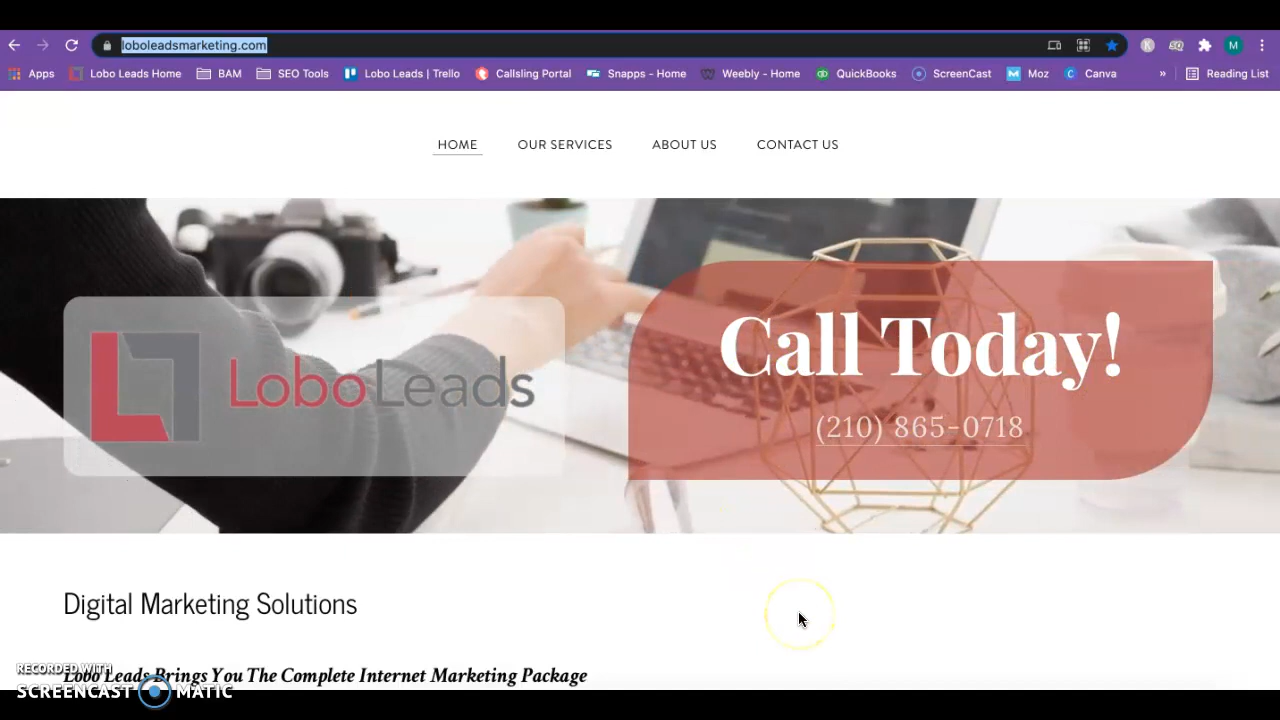 loboleadsmarketing.com
M
Apps Lobo Leads Home BAM SEO Tools Lobo Leads | Trello Callsling Portal Snapps - Home Weebly - Home QuickBooks ScreenCast Moz Canva » Reading List
HOME OUR SERVICES ABOUT US CONTACT US
LoboLeads
Call Today!
(210) 865-0718
Digital Marketing Solutions
Lobo Leads Brings You The Complete Internet Marketing Package
RECORDED WITH
SCREENCAST MATIC